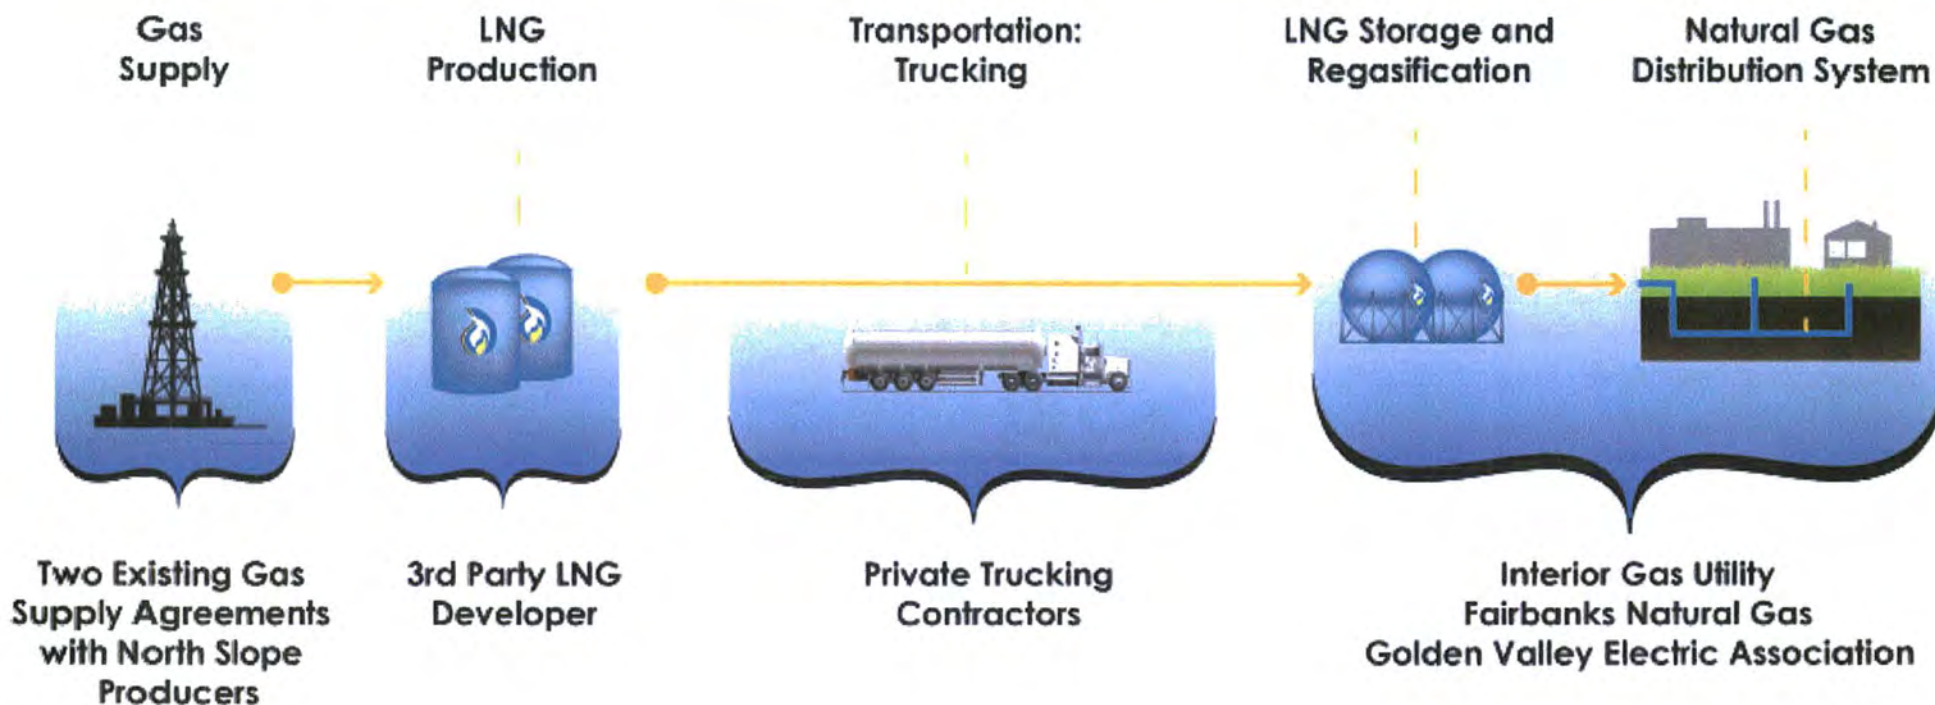 Gas
Supply
LNG
Production
Transportation:
Trucking
LNG Storage and
Regasification
Natural Gas
Distribution System
Two Existing Gas
Supply Agreements
with North Slope
Producers
3rd Party LNG
Developer
Private Trucking
Contractors
Interior Gas Utility
Fairbanks Natural Gas
Golden Valley Electric Association